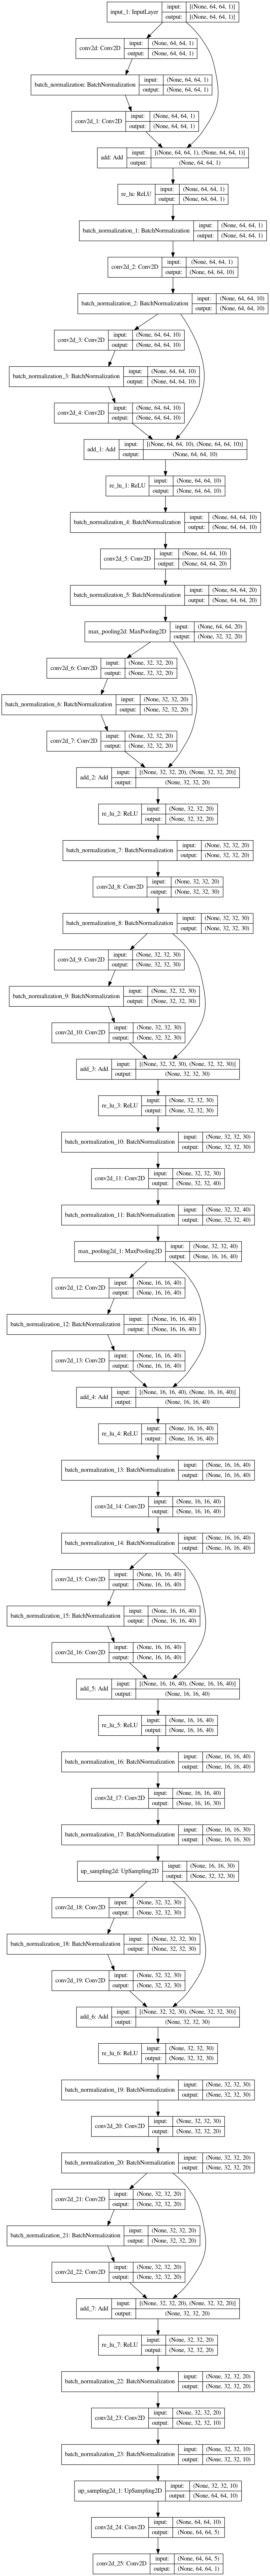 input_1: InputLayer
input: [(None, 64, 64, 1)]
output: [(None, 64, 64, 1)]
conv2d: Conv2D
input: (None, 64, 64, 1)
output: (None, 64, 64, 1)
batch_normalization: BatchNormalization
input: (None, 64, 64, 1)
output: (None, 64, 64, 1)
conv2d_1: Conv2D
input: (None, 64, 64, 1)
output: (None, 64, 64, 1)
add: Add
input: [(None, 64, 64, 1), (None, 64, 64, 1)]
output: (None, 64, 64, 1)
re_lu: ReLU
input: (None, 64, 64, 1)
output: (None, 64, 64, 1)
batch_normalization_1: BatchNormalization
input: (None, 64, 64, 1)
output: (None, 64, 64, 1)
conv2d_2: Conv2D
input: (None, 64, 64, 1)
output: (None, 64, 64, 10)
batch_normalization_2: BatchNormalization
input: (None, 64, 64, 10)
output: (None, 64, 64, 10)
conv2d_3: Conv2D
input: (None, 64, 64, 10)
output: (None, 64, 64, 10)
batch_normalization_3: BatchNormalization
input: (None, 64, 64, 10)
output: (None, 64, 64, 10)
conv2d_4: Conv2D
input: (None, 64, 64, 10)
output: (None, 64, 64, 10)
add_1: Add
input: [(None, 64, 64, 10), (None, 64, 64, 10)]
output: (None, 64, 64, 10)
re_lu_1: ReLU
input: (None, 64, 64, 10)
output: (None, 64, 64, 10)
batch_normalization_4: BatchNormalization
input: (None, 64, 64, 10)
output: (None, 64, 64, 10)
conv2d_5: Conv2D
input: (None, 64, 64, 10)
output: (None, 64, 64, 20)
batch_normalization_5: BatchNormalization
input: (None, 64, 64, 20)
output: (None, 64, 64, 20)
max_pooling2d: MaxPooling2D
input: (None, 64, 64, 20)
output: (None, 32, 32, 20)
conv2d_6: Conv2D
input: (None, 32, 32, 20)
output: (None, 32, 32, 20)
batch_normalization_6: BatchNormalization
input: (None, 32, 32, 20)
output: (None, 32, 32, 20)
conv2d_7: Conv2D
input: (None, 32, 32, 20)
output: (None, 32, 32, 20)
add_2: Add
input: [(None, 32, 32, 20), (None, 32, 32, 20)]
output: (None, 32, 32, 20)
re_lu_2: ReLU
input: (None, 32, 32, 20)
output: (None, 32, 32, 20)
batch_normalization_7: BatchNormalization
input: (None, 32, 32, 20)
output: (None, 32, 32, 20)
conv2d_8: Conv2D
input: (None, 32, 32, 20)
output: (None, 32, 32, 30)
batch_normalization_8: BatchNormalization
input: (None, 32, 32, 30)
output: (None, 32, 32, 30)
conv2d_9: Conv2D
input: (None, 32, 32, 30)
output: (None, 32, 32, 30)
batch_normalization_9: BatchNormalization
input: (None, 32, 32, 30)
output: (None, 32, 32, 30)
conv2d_10: Conv2D
input: (None, 32, 32, 30)
output: (None, 32, 32, 30)
add_3: Add
input: [(None, 32, 32, 30), (None, 32, 32, 30)]
output: (None, 32, 32, 30)
re_lu_3: ReLU
input: (None, 32, 32, 30)
output: (None, 32, 32, 30)
batch_normalization_10: BatchNormalization
input: (None, 32, 32, 30)
output: (None, 32, 32, 30)
conv2d_11: Conv2D
input: (None, 32, 32, 30)
output: (None, 32, 32, 40)
batch_normalization_11: BatchNormalization
input: (None, 32, 32, 40)
output: (None, 32, 32, 40)
max_pooling2d_1: MaxPooling2D
input: (None, 32, 32, 40)
output: (None, 16, 16, 40)
conv2d_12: Conv2D
input: (None, 16, 16, 40)
output: (None, 16, 16, 40)
batch_normalization_12: BatchNormalization
input: (None, 16, 16, 40)
output: (None, 16, 16, 40)
conv2d_13: Conv2D
input: (None, 16, 16, 40)
output: (None, 16, 16, 40)
add_4: Add
input: [(None, 16, 16, 40), (None, 16, 16, 40)]
output: (None, 16, 16, 40)
re_lu_4: ReLU
input: (None, 16, 16, 40)
output: (None, 16, 16, 40)
batch_normalization_13: BatchNormalization
input: (None, 16, 16, 40)
output: (None, 16, 16, 40)
conv2d_14: Conv2D
input: (None, 16, 16, 40)
output: (None, 16, 16, 40)
batch_normalization_14: BatchNormalization
input: (None, 16, 16, 40)
output: (None, 16, 16, 40)
conv2d_15: Conv2D
input: (None, 16, 16, 40)
output: (None, 16, 16, 40)
batch_normalization_15: BatchNormalization
input: (None, 16, 16, 40)
output: (None, 16, 16, 40)
conv2d_16: Conv2D
input: (None, 16, 16, 40)
output: (None, 16, 16, 40)
add_5: Add
input: [(None, 16, 16, 40), (None, 16, 16, 40)]
output: (None, 16, 16, 40)
re_lu_5: ReLU
input: (None, 16, 16, 40)
output: (None, 16, 16, 40)
batch_normalization_16: BatchNormalization
input: (None, 16, 16, 40)
output: (None, 16, 16, 40)
conv2d_17: Conv2D
input: (None, 16, 16, 40)
output: (None, 16, 16, 30)
batch_normalization_17: BatchNormalization
input: (None, 16, 16, 30)
output: (None, 16, 16, 30)
up_sampling2d: UpSampling2D
input: (None, 16, 16, 30)
output: (None, 32, 32, 30)
conv2d_18: Conv2D
input: (None, 32, 32, 30)
output: (None, 32, 32, 30)
batch_normalization_18: BatchNormalization
input: (None, 32, 32, 30)
output: (None, 32, 32, 30)
conv2d_19: Conv2D
input: (None, 32, 32, 30)
output: (None, 32, 32, 30)
add_6: Add
input: [(None, 32, 32, 30), (None, 32, 32, 30)]
output: (None, 32, 32, 30)
re_lu_6: ReLU
input: (None, 32, 32, 30)
output: (None, 32, 32, 30)
batch_normalization_19: BatchNormalization
input: (None, 32, 32, 30)
output: (None, 32, 32, 30)
conv2d_20: Conv2D
input: (None, 32, 32, 30)
output: (None, 32, 32, 20)
batch_normalization_20: BatchNormalization
input: (None, 32, 32, 20)
output: (None, 32, 32, 20)
conv2d_21: Conv2D
input: (None, 32, 32, 20)
output: (None, 32, 32, 20)
batch_normalization_21: BatchNormalization
input: (None, 32, 32, 20)
output: (None, 32, 32, 20)
conv2d_22: Conv2D
input: (None, 32, 32, 20)
output: (None, 32, 32, 20)
add_7: Add
input: [(None, 32, 32, 20), (None, 32, 32, 20)]
output: (None, 32, 32, 20)
re_lu_7: ReLU
input: (None, 32, 32, 20)
output: (None, 32, 32, 20)
batch_normalization_22: BatchNormalization
input: (None, 32, 32, 20)
output: (None, 32, 32, 20)
conv2d_23: Conv2D
input: (None, 32, 32, 20)
output: (None, 32, 32, 10)
batch_normalization_23: BatchNormalization
input: (None, 32, 32, 10)
output: (None, 32, 32, 10)
up_sampling2d_1: UpSampling2D
input: (None, 32, 32, 10)
output: (None, 64, 64, 10)
conv2d_24: Conv2D
input: (None, 64, 64, 10)
output: (None, 64, 64, 5)
conv2d_25: Conv2D
input: (None, 64, 64, 5)
output: (None, 64, 64, 1)